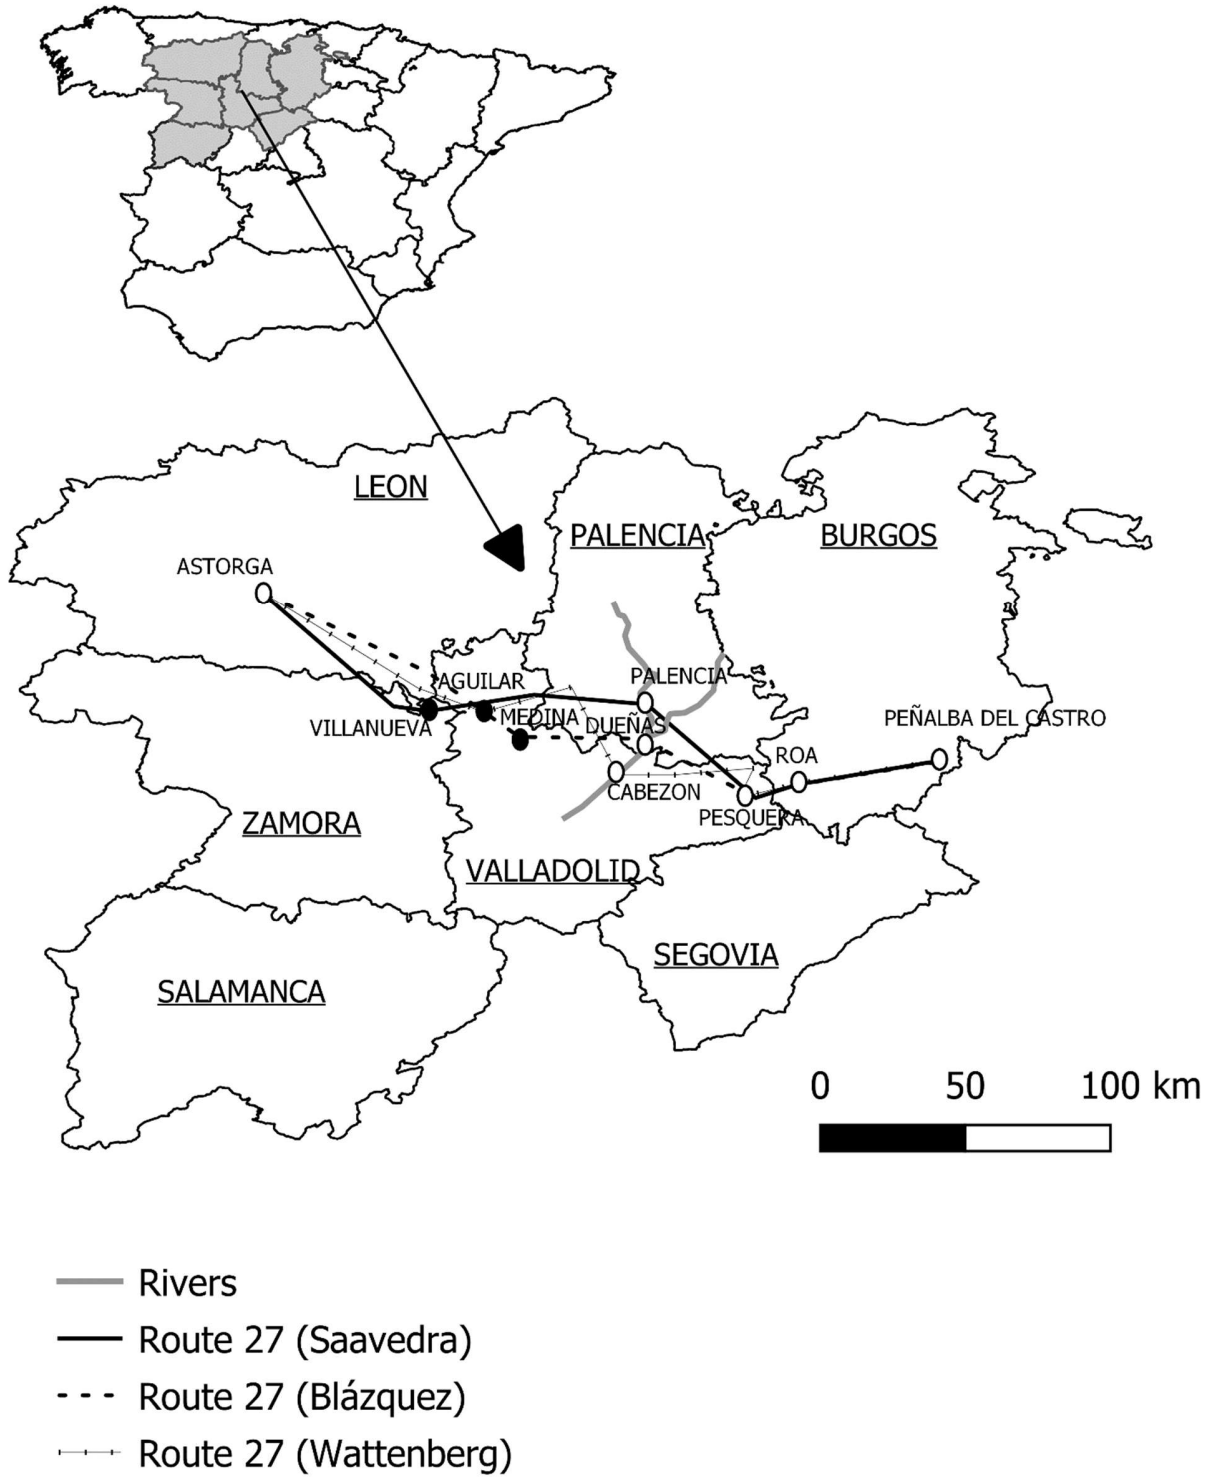 LEON
PALENCIA
BURGOS
ASTORGA
AGUILAR
PALENCIA
VILLANUEVA
MEDINA
DUEÑAS
PEÑALBA DEL CASTRO
ROA
CABEZON
PESQUERA
ZAMORA
VALLADOLID
SEGOVIA
SALAMANCA
0 50 100 km
Rivers
Route 27 (Saavedra)
Route 27 (Blázquez)
Route 27 (Wattenberg)